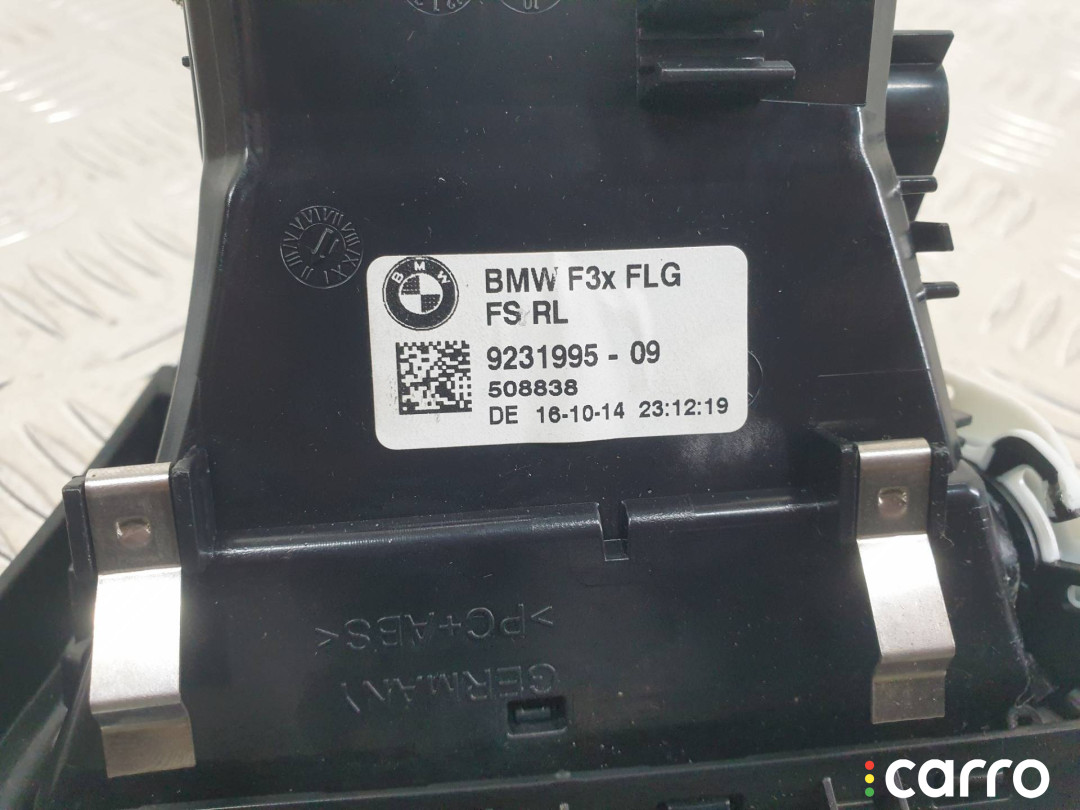 BMW
BMW F3x FLG
FS RL
9231995 - 09
508838
DE 16-10-14 23:12:19
>PC+ABS<
GERMANY
carro